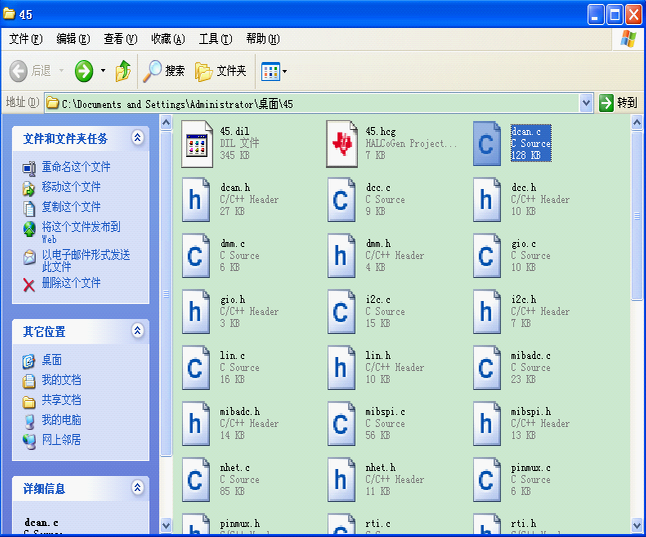 45
文件(F) 编辑(E) 查看(V) 收藏(A) 工具(T) 帮助(H)
后退 搜索 文件夹
地址(D) C:\Documents and Settings\Administrator\桌面\45 转到
文件和文件夹任务
重命名这个文件
移动这个文件
复制这个文件
将这个文件发布到
Web
以电子邮件形式发送
此文件
删除这个文件
其它位置
桌面
我的文档
共享文档
我的电脑
网上邻居
详细信息
dcan.c
C Source
45.dil
DIL 文件
345 KB
45.hcg
HALCoGen Project...
7 KB
dcan.c
C Source
128 KB
dcan.h
C/C++ Header
27 KB
dcc.c
C Source
9 KB
dcc.h
C/C++ Header
10 KB
dmm.c
C Source
6 KB
dmm.h
C/C++ Header
4 KB
gio.c
C Source
10 KB
gio.h
C/C++ Header
3 KB
i2c.c
C Source
15 KB
i2c.h
C/C++ Header
7 KB
lin.c
C Source
16 KB
lin.h
C/C++ Header
10 KB
mibadc.c
C Source
23 KB
mibadc.h
C/C++ Header
14 KB
mibspi.c
C Source
56 KB
mibspi.h
C/C++ Header
13 KB
nhet.c
C Source
85 KB
nhet.h
C/C++ Header
11 KB
pinmux.c
C Source
6 KB
pinmux.h
C/C++ Header
rti.c
C Source
rti.h
C/C++ Header